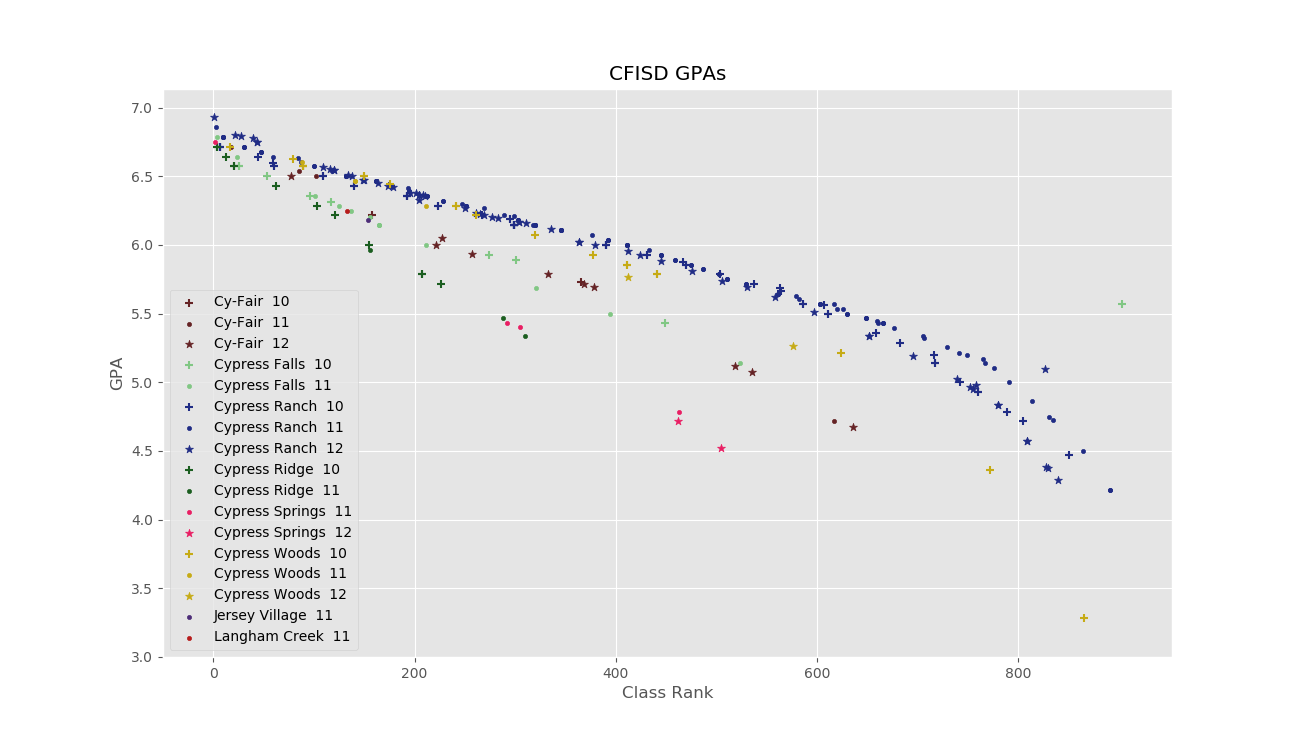 CFISD GPAs
7.0
6.5
6.0
5.5
5.0
4.5
4.0
3.5
3.0
GPA
Cy-Fair 10
Cy-Fair 11
Cy-Fair 12
Cypress Falls 10
Cypress Falls 11
Cypress Ranch 10
Cypress Ranch 11
Cypress Ranch 12
Cypress Ridge 10
Cypress Ridge 11
Cypress Springs 11
Cypress Springs 12
Cypress Woods 10
Cypress Woods 11
Cypress Woods 12
Jersey Village 11
Langham Creek 11
0 200 400 600 800
Class Rank